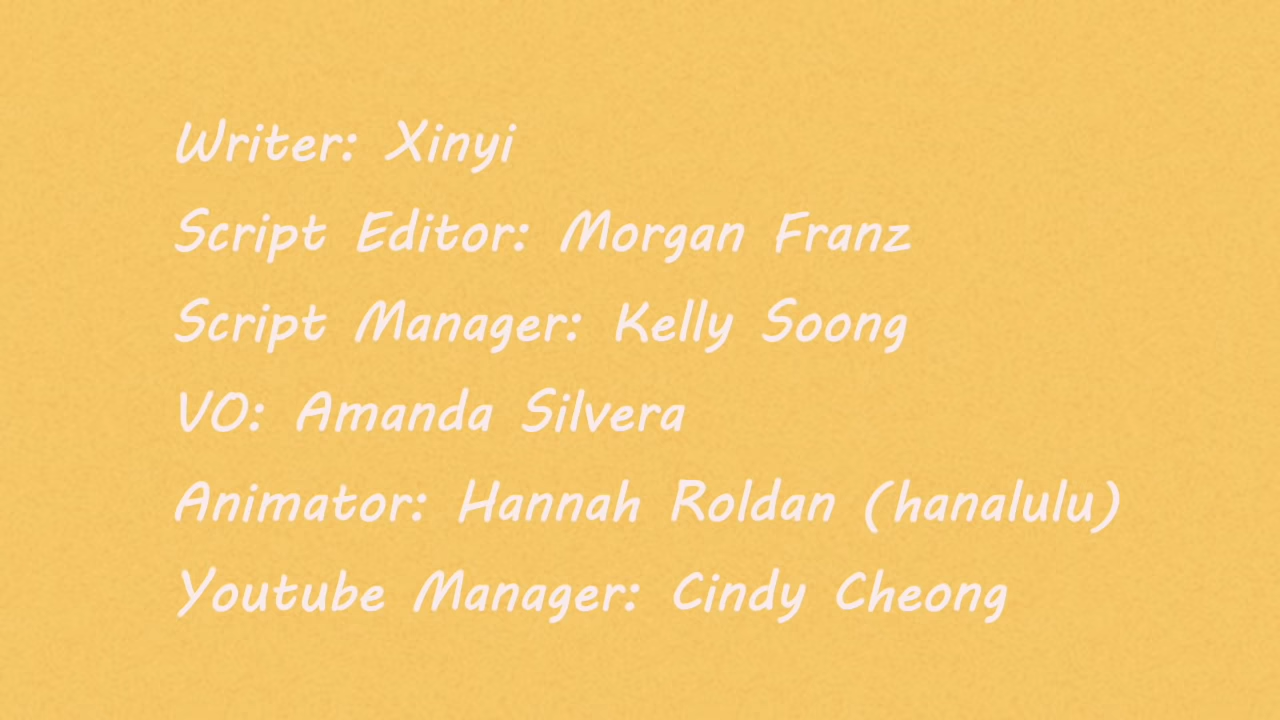 Writer: Xinyi
Script Editor: Morgan Franz
Script Manager: Kelly Soong
VO: Amanda Silvera
Animator: Hannah Roldan (hanalulu)
Youtube Manager: Cindy Cheong